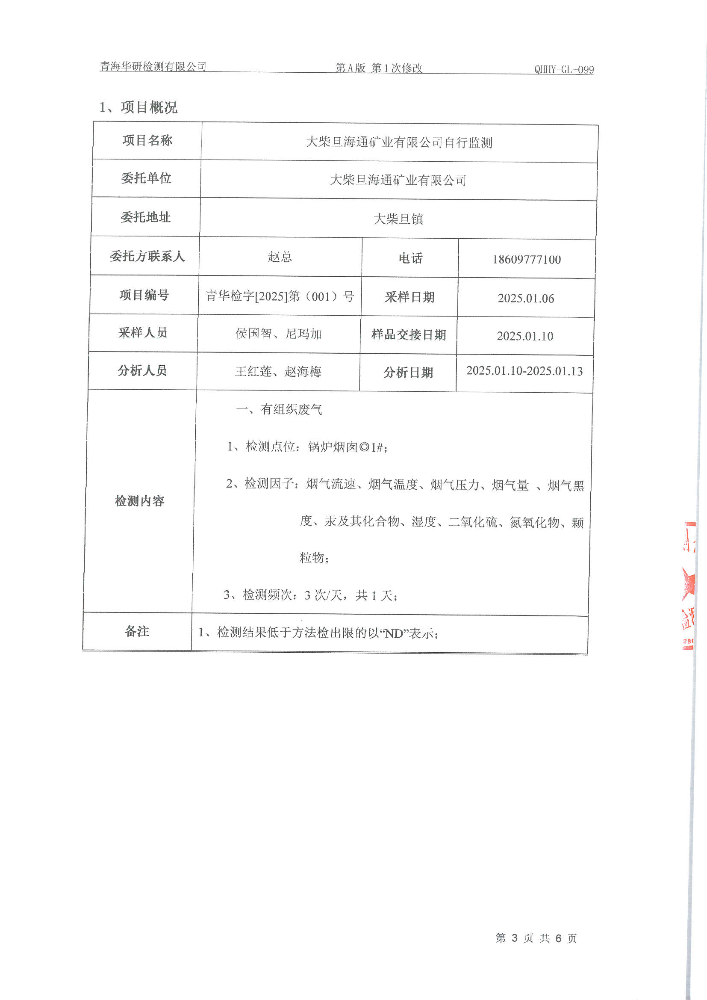 青海华研检测有限公司 第A版 第1次修改 QHHY-GL-099
1、项目概况
项目名称 大柴旦海通矿业有限公司自行监测
委托单位 大柴旦海通矿业有限公司
委托地址 大柴旦镇
委托方联系人 赵总 电话 18609777100
项目编号 青华检字[2025]第（001）号 采样日期 2025.01.06
采样人员 侯国智、尼玛加 样品交接日期 2025.01.10
分析人员 王红莲、赵海梅 分析日期 2025.01.10-2025.01.13
检测内容
一、有组织废气
1、检测点位：锅炉烟囱◎1#；
2、检测因子：烟气流速、烟气温度、烟气压力、烟气量 、烟气黑
度、汞及其化合物、湿度、二氧化硫、氮氧化物、颗
粒物；
3、检测频次：3 次/天，共 1 天；
备注 1、检测结果低于方法检出限的以“ND”表示；
280
第 3 页 共 6 页